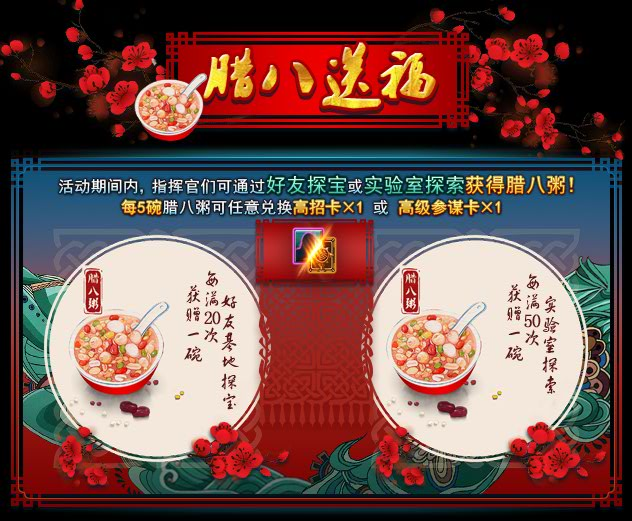 腊八送福
活动期间内，指挥官们可通过好友探宝或实验室探索获得腊八粥！
每5碗腊八粥可任意兑换高招卡×1 或 高级参谋卡×1
腊八粥
好友基地探宝
每满20次
获赠一碗
腊八粥
实验室探索
每满50次
获赠一碗